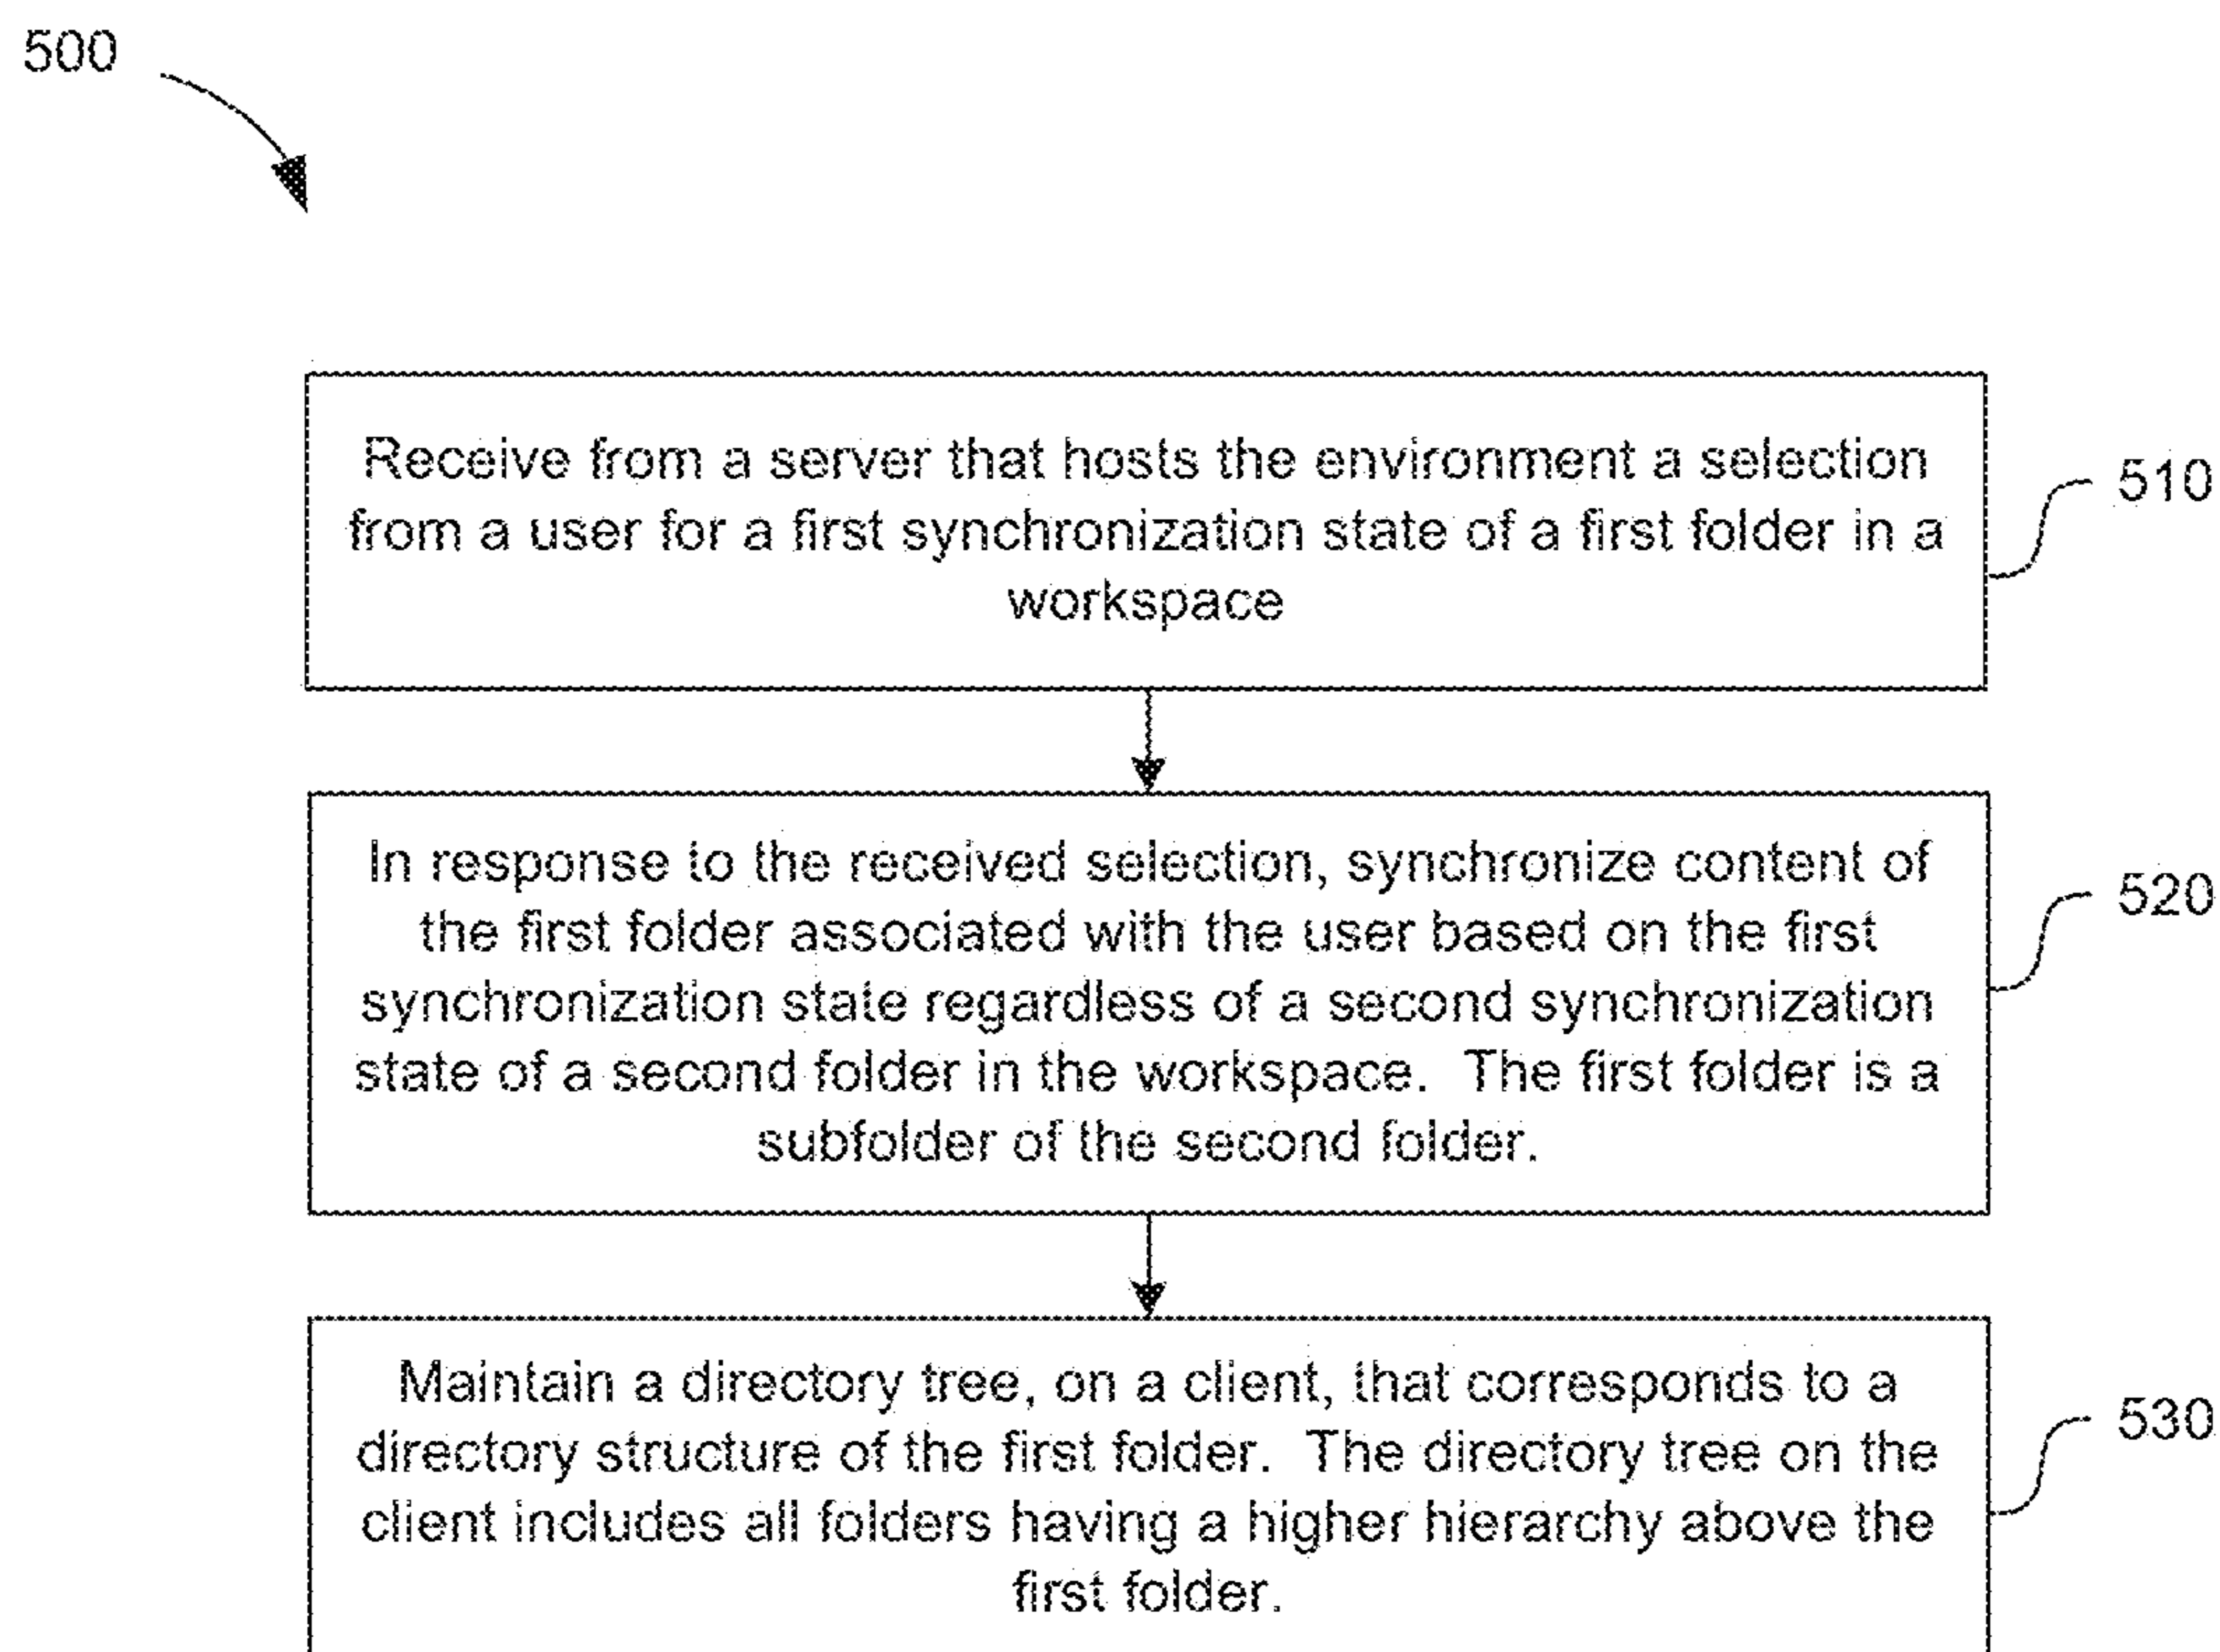 500
Receive from a server that hosts the environment a selection
from a user for a first synchronization state of a first folder in a
workspace
510
In response to the received selection, synchronize content of
the first folder associated with the user based on the first
synchronization state regardless of a second synchronization
state of a second folder in the workspace. The first folder is a
subfolder of the second folder.
520
Maintain a directory tree, on a client, that corresponds to a
directory structure of the first folder. The directory tree on the
client includes all folders having a higher hierarchy above the
first folder.
530